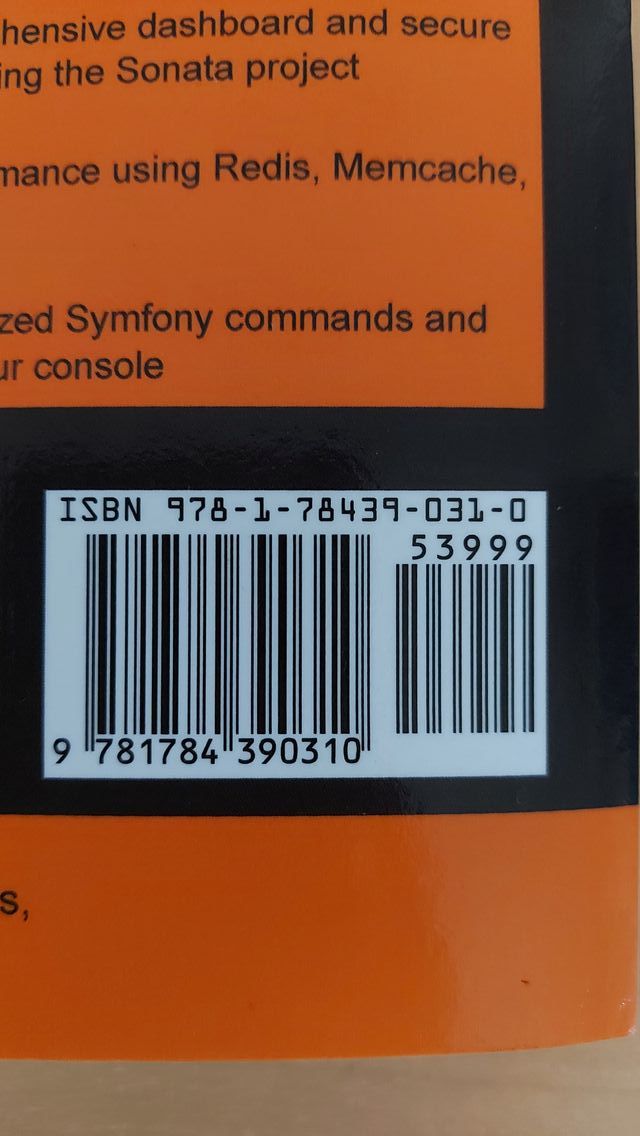 hensive dashboard and secure
ing the Sonata project
mance using Redis, Memcache,
zed Symfony commands and
ur console
ISBN 978-1-78439-031-0
53999
9 781784 390310
s,